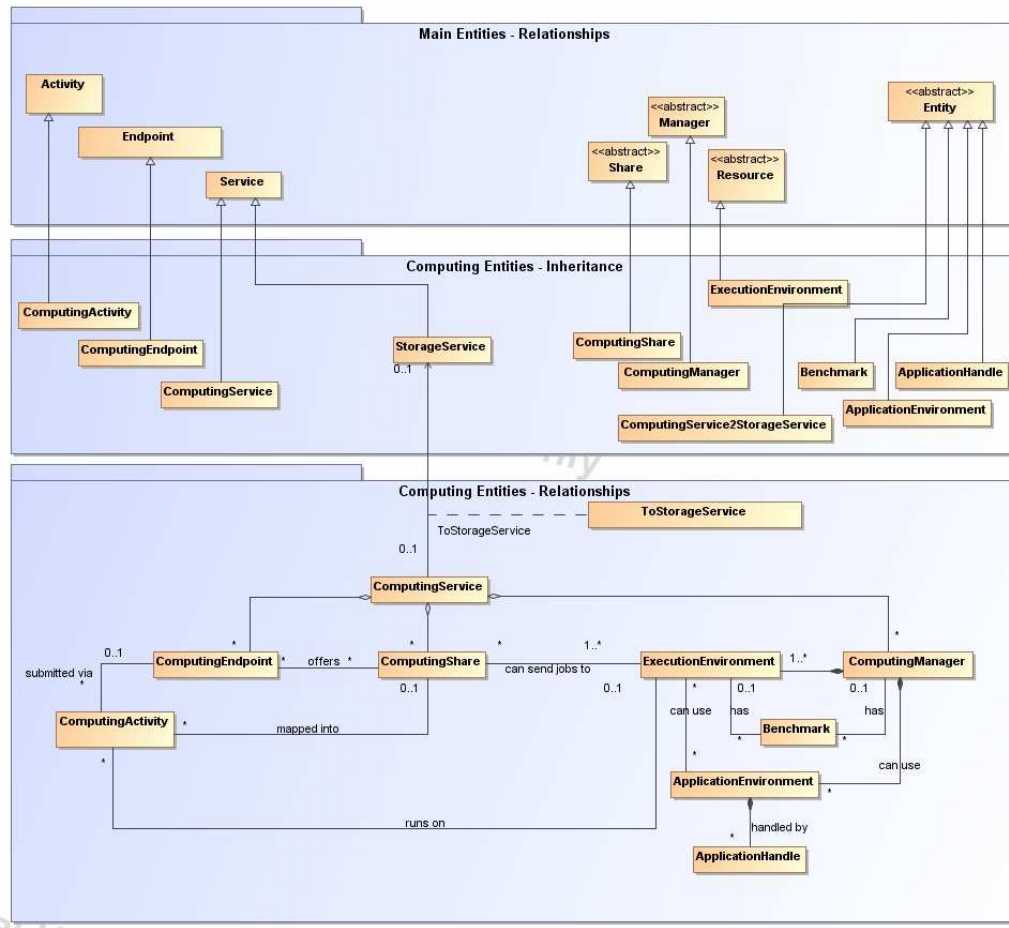 Main Entities - Relationships
Activity
Endpoint
Service
<<abstract>>
Manager
<<abstract>>
Share
<<abstract>>
Resource
<<abstract>>
Entity
Computing Entities - Inheritance
ComputingActivity
ComputingEndpoint
ComputingService
StorageService
0..1
ComputingShare
ComputingManager
ExecutionEnvironment
ComputingService2StorageService
Benchmark
ApplicationHandle
ApplicationEnvironment
Computing Entities - Relationships
ToStorageService
ToStorageService
0..1
ComputingService
* * *
0..1 ComputingEndpoint * offers * ComputingShare * can send jobs to 1..* ExecutionEnvironment 1..* ComputingManager
submitted via
*
0..1 0..1 * 0..1 0..1
can use has has
ComputingActivity * mapped into
* Benchmark *
* can use
* ApplicationEnvironment *
runs on
handled by
*
ApplicationHandle